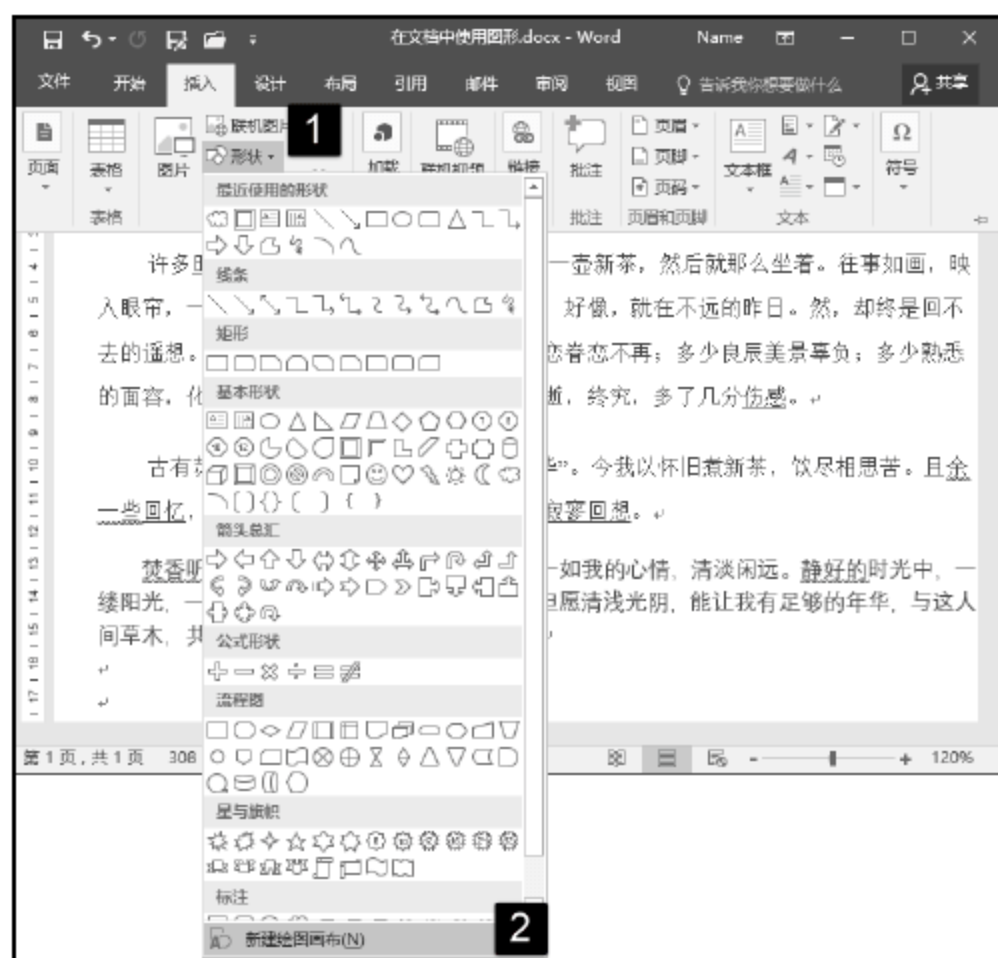 在文档中使用图形.docx - Word Name
文件 开始 插入 设计 布局 引用 邮件 审阅 视图 告诉我你想要做什么 共享
联机图片 1
形状
页面 表格 图片 加载 联机视频 链接 批注 页眉 页脚 页码 文本框 符号
表格 批注 页眉和页脚 文本
最近使用的形状
许多 一壶新茶，然后就那么坐着。往事如画，映
线条
入眼帘，一 好像，就在不远的昨日。然，却终是回不
矩形
去的遥想。 恋眷恋不再；多少良辰美景辜负；多少熟悉
基本形状
的面容，化 逝，终究，多了几分伤感。
古有 华”。今我以怀旧煮新茶，饮尽相思苦。且余
一些回忆， 寂寥回想。
箭头总汇
焚香听 一如我的心情，清淡闲远。静好的时光中，一
缕阳光，一 但愿清浅光阴，能让我有足够的年华，与这人
间草木，共
公式形状
流程图
第 1 页，共 1 页 308 120%
星与旗帜
标注
新建绘图画布(N) 2